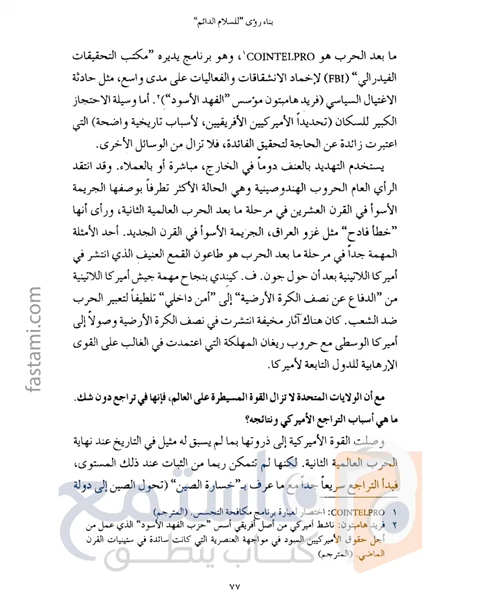 بناء رؤى "للسلام الدائم"
ما بعد الحرب هو COINTELPRO¹، وهو برنامج يديره "مكتب التحقيقات
الفيدرالي" (FBI) لإخماد الانشقاقات والفعاليات على مدى واسع، مثل حادثة
الاغتيال السياسي (فريد هامبتون مؤسس "الفهد الأسود")². أما وسيلة الاحتجاز
الكبير للسكان (تحديداً الأميركيين الأفريقيين، لأسباب تاريخية واضحة) التي
اعتبرت زائدة عن الحاجة لتحقيق الفائدة، فلا تزال من الوسائل الأخرى.
يستخدم التهديد بالعنف دوماً في الخارج، مباشرة أو بالعملاء. وقد انتقد
الرأي العام الحروب الهندوصينية وهي الحالة الأكثر تطرفاً بوصفها الجريمة
الأسوأ في القرن العشرين في مرحلة ما بعد الحرب العالمية الثانية، ورأى أنها
"خطأ فادح" مثل غزو العراق، الجريمة الأسوأ في القرن الجديد. أحد الأمثلة
المهمة جداً في مرحلة ما بعد الحرب هو طاعون القمع العنيف الذي انتشر في
أميركا اللاتينية بعد أن حول جون. ف. كيندي بنجاح مهمة جيش أميركا اللاتينية
من "الدفاع عن نصف الكرة الأرضية" إلى "أمن داخلي" تلطيفاً لتعبير الحرب
ضد الشعب. كان هناك آثار مخيفة انتشرت في نصف الكرة الأرضية وصولاً إلى
أميركا الوسطى مع حروب ريغان المهلكة التي اعتمدت في الغالب على القوى
الإرهابية للدول التابعة لأميركا.
مع أن الولايات المتحدة لا تزال القوة المسيطرة على العالم، فإنها في تراجع دون شك.
ما هي أسباب التراجع الأميركي ونتائجه؟
وصلت القوة الأميركية إلى ذروتها بما لم يسبق له مثيل في التاريخ عند نهاية
الحرب العالمية الثانية. لكنها لم تتمكن ربما من الثبات عند ذلك المستوى،
فبدأ التراجع سريعاً جداً مع ما عرف بـ"خسارة الصين" (تحول الصين إلى دولة
١ COINTELPRO: اختصار لعبارة برنامج مكافحة التجسس. (المترجم)
٢ فريد هامبتون: ناشط أميركي من أصل أفريقي أسس "حزب الفهد الأسود" الذي عمل من
أجل حقوق الأميركيين السود في مواجهة العنصرية التي كانت سائدة في ستينيات القرن
الماضي. (المترجم)
٧٧
fastami.com
فاستمع
كتاب ينطق